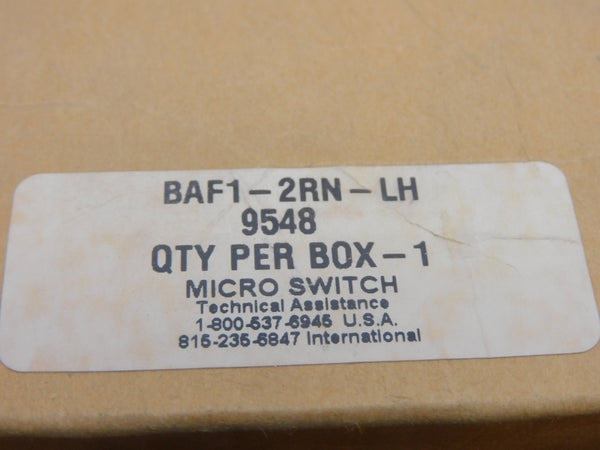 BAF1-2RN-LH
9548
QTY PER BOX-1
MICRO SWITCH
Technical Assistance
1-800-537-6945 U.S.A.
815-235-6847 International